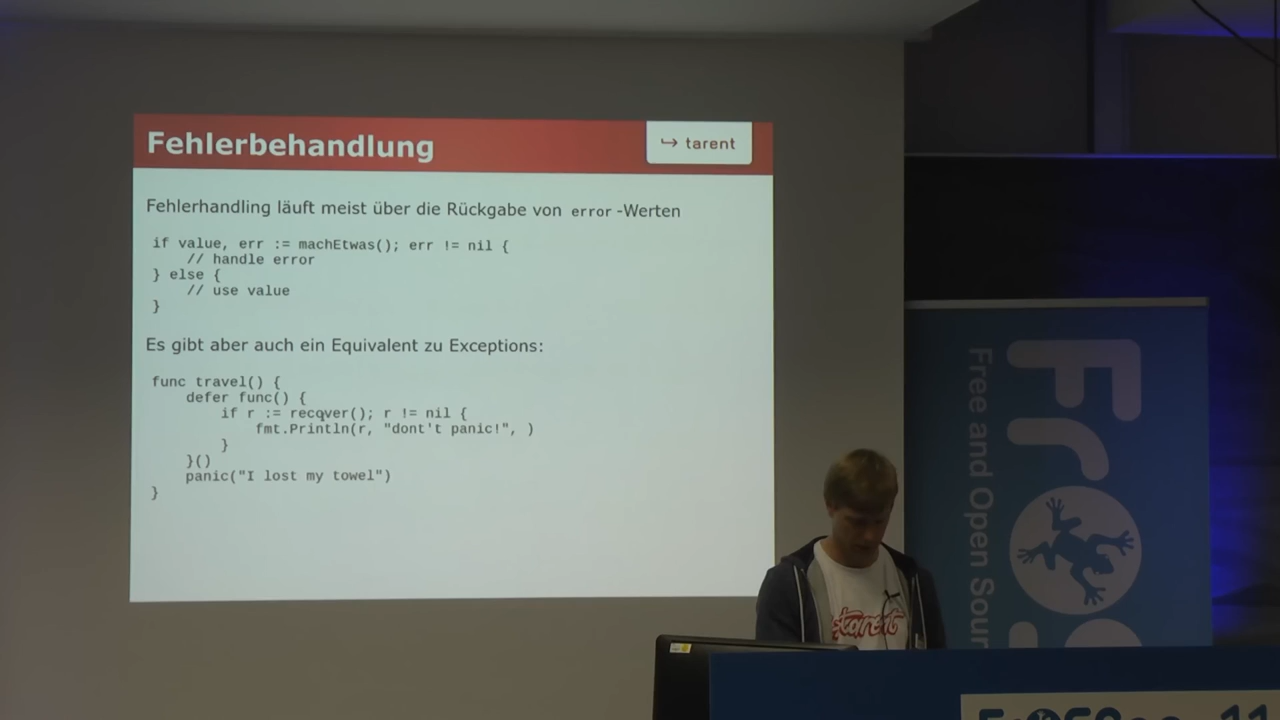 Fehlerbehandlung
↪ tarent
Fehlerhandling läuft meist über die Rückgabe von error -Werten
if value, err := machEtwas(); err != nil {
    // handle error
} else {
    // use value
}
Es gibt aber auch ein Equivalent zu Exceptions:
func travel() {
    defer func() {
        if r := recover(); r != nil {
            fmt.Println(r, "dont't panic!", )
        }
    }()
    panic("I lost my towel")
}
Free and Open Sour
tarent